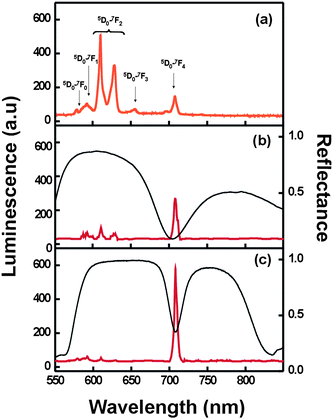 (a)
⁵D₀-⁷F₂
⁵D₀-⁷F₁
⁵D₀-⁷F₀
⁵D₀-⁷F₃
⁵D₀-⁷F₄
600
400
200
0
(b)
600
400
200
0
1.0
0.5
0.0
(c)
600
400
200
0
1.0
0.5
0.0
550 600 650 700 750 800
Luminescence (a.u)
Reflectance
Wavelength (nm)